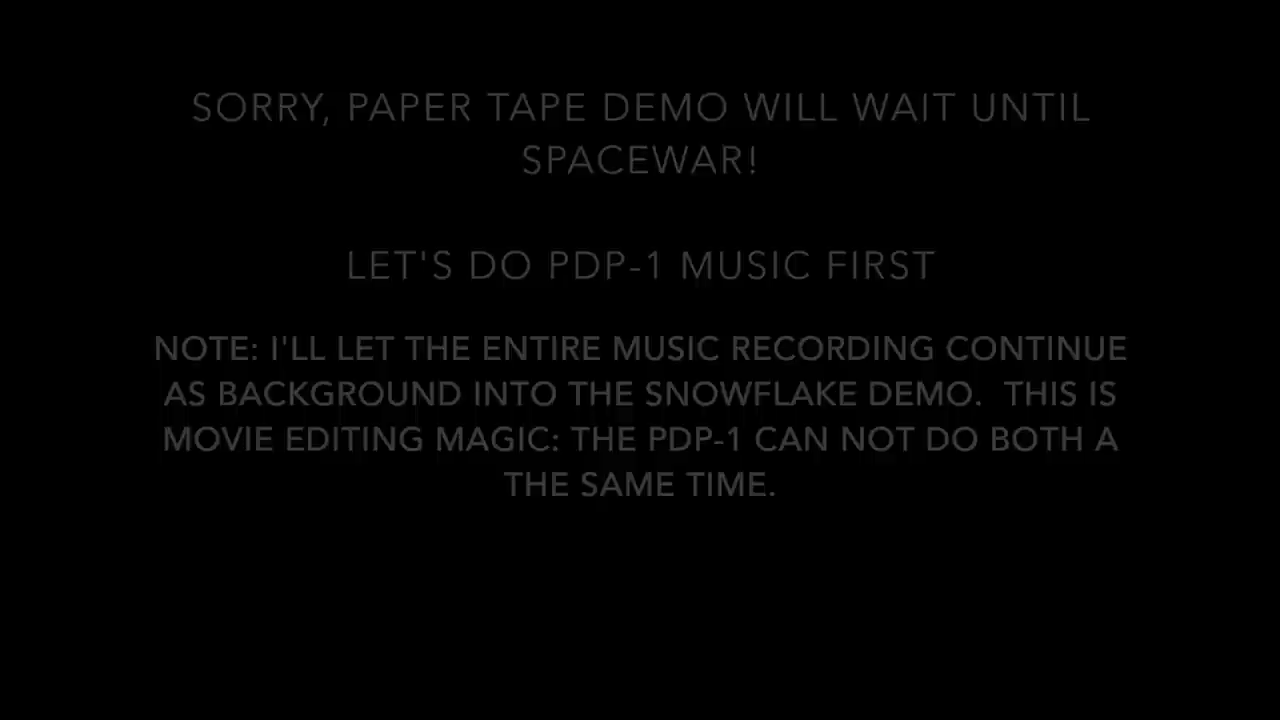 SORRY, PAPER TAPE DEMO WILL WAIT UNTIL
SPACEWAR!
LET'S DO PDP-1 MUSIC FIRST
NOTE: I'LL LET THE ENTIRE MUSIC RECORDING CONTINUE
AS BACKGROUND INTO THE SNOWFLAKE DEMO.  THIS IS
MOVIE EDITING MAGIC: THE PDP-1 CAN NOT DO BOTH A
THE SAME TIME.